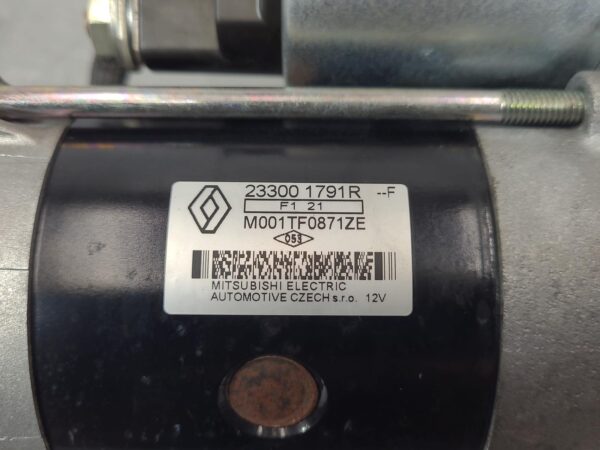 23300 1791R --F
F1 21
M001TF0871ZE
053
MITSUBISHI ELECTRIC
AUTOMOTIVE CZECH s.r.o. 12V